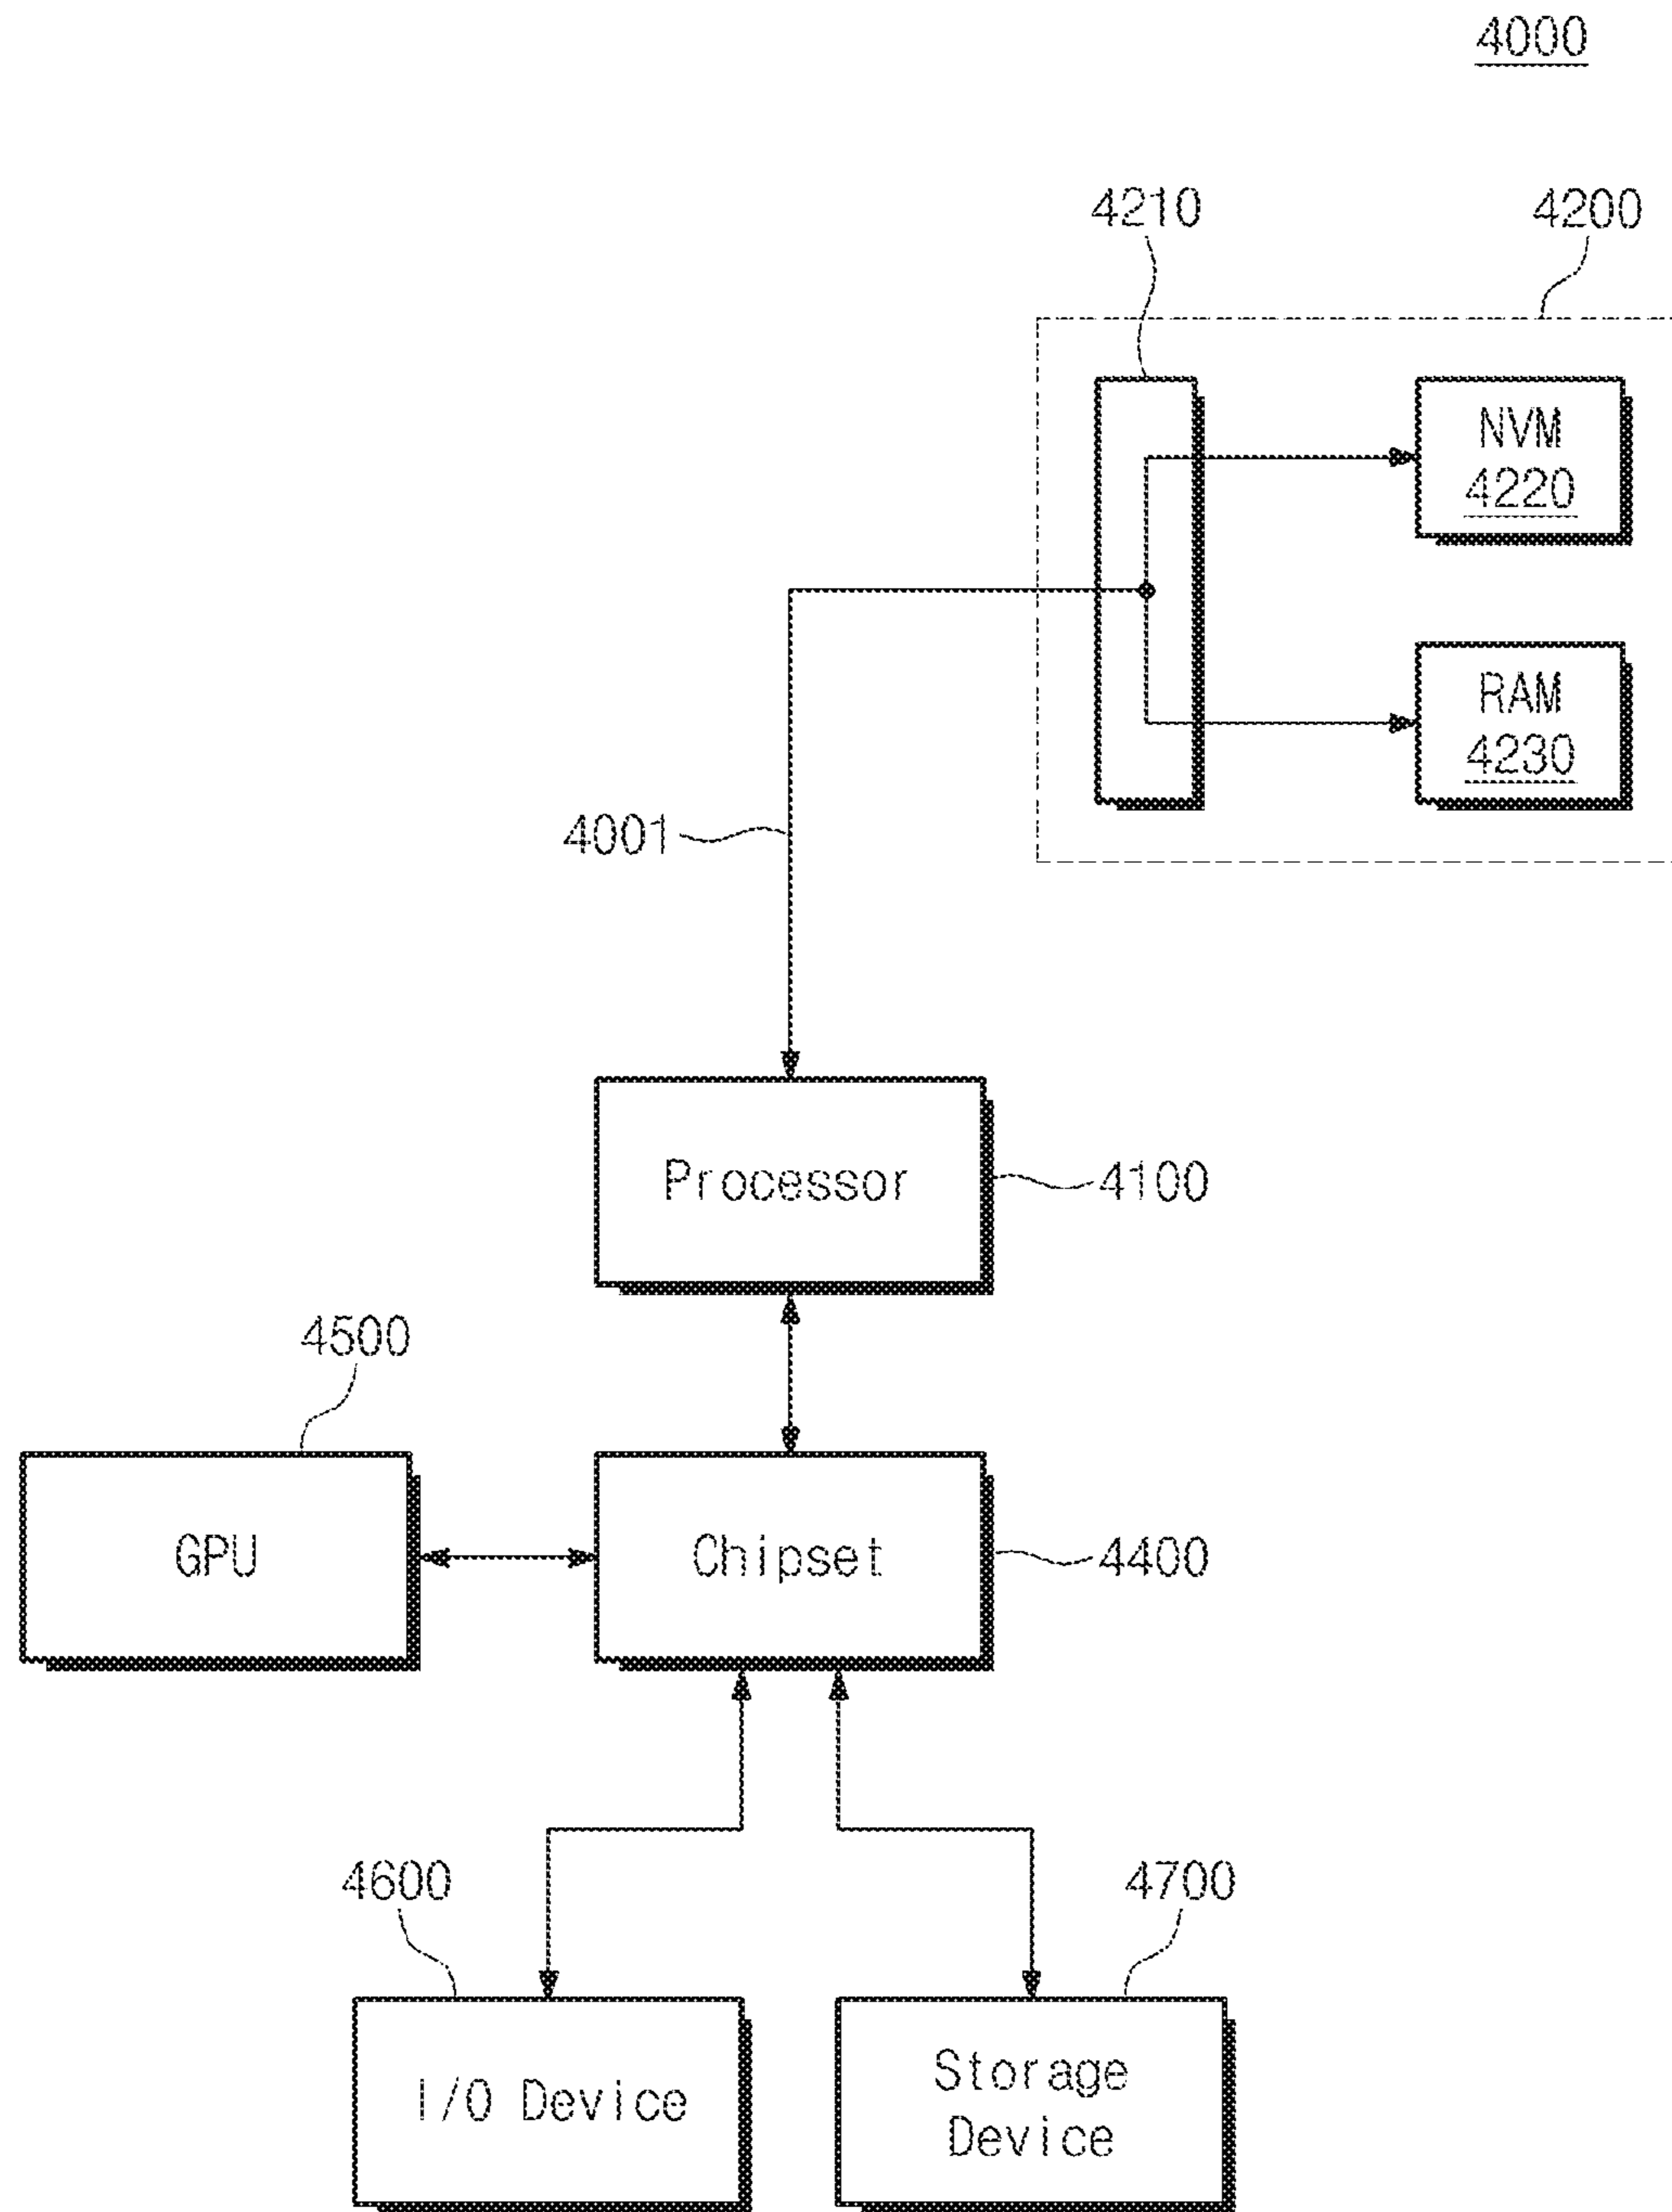 4000
4210
4200
NVM
4220
RAM
4230
4001
Processor
4100
4500
GPU
Chipset
4400
4600
4700
I/O Device
Storage
Device